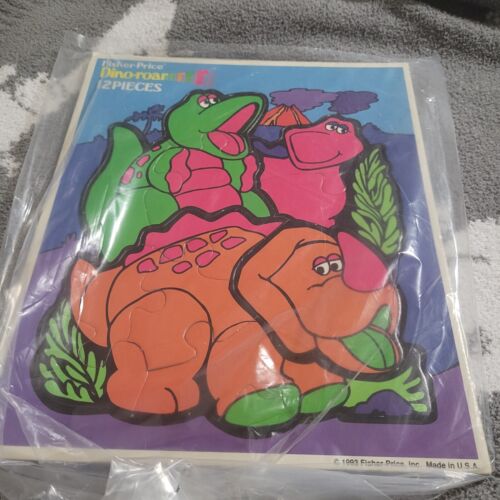 Fisher-Price
Dino-roar
12 PIECES
© 1993 Fisher-Price, Inc. Made in U.S.A.